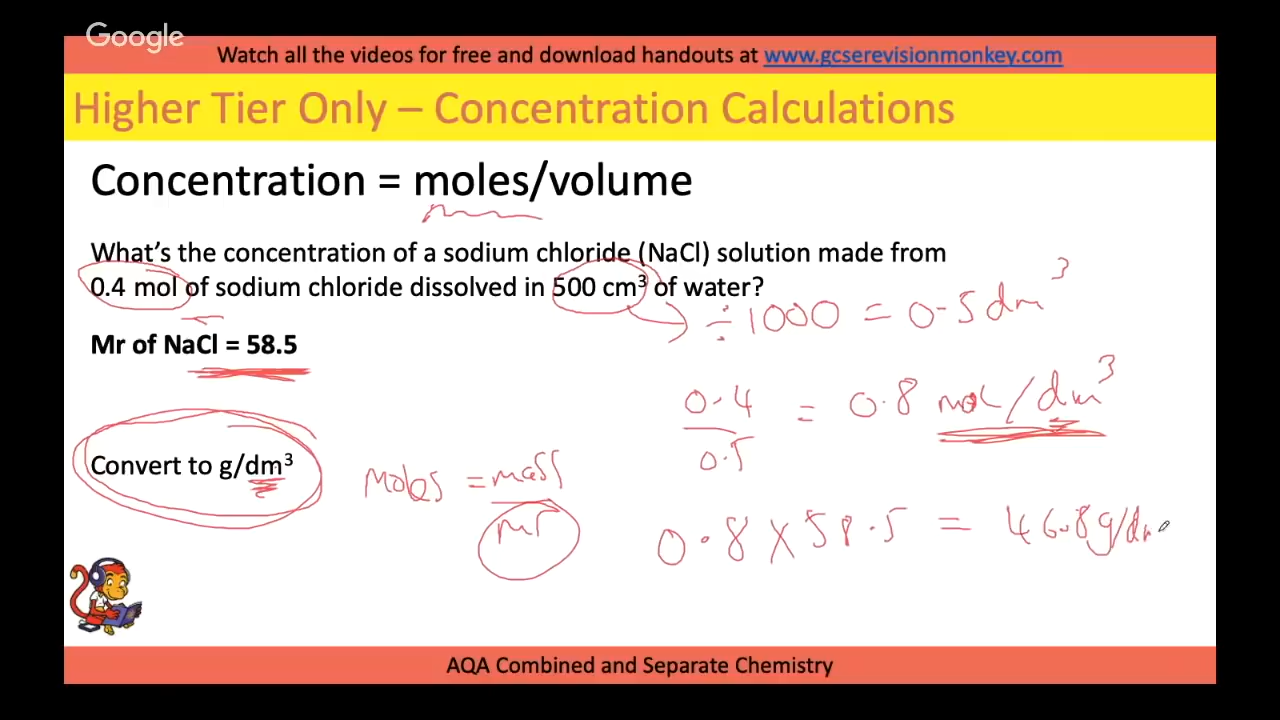 Google
Watch all the videos for free and download handouts at www.gcserevisionmonkey.com
Higher Tier Only – Concentration Calculations
Concentration = moles/volume
What's the concentration of a sodium chloride (NaCl) solution made from
0.4 mol of sodium chloride dissolved in 500 cm³ of water?
÷1000 = 0.5 dm³
Mr of NaCl = 58.5
0.4 = 0.8 mol/dm³
0.5
Convert to g/dm³
Moles = mass
Mr
0.8 x 58.5 = 46.8g/dm
AQA Combined and Separate Chemistry